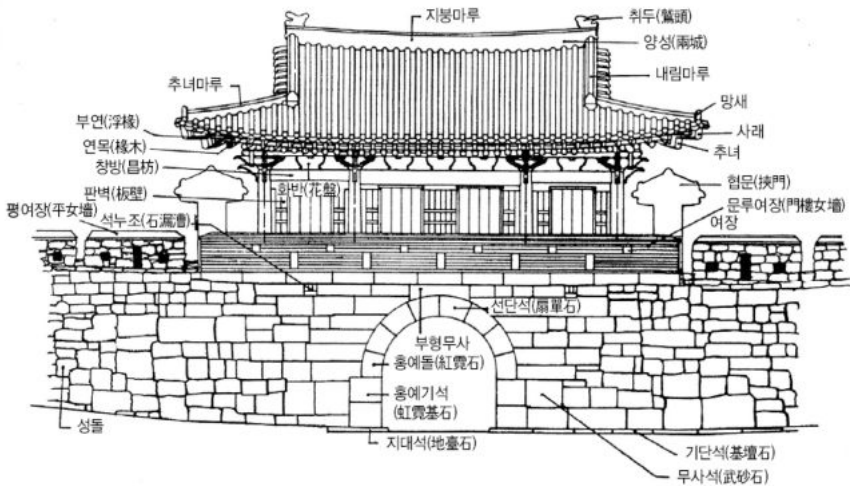 지붕마루
취두(鷲頭)
양성(兩城)
내림마루
추녀마루
망새
부연(浮椽)
사래
연목(椽木)
추녀
창방(昌枋)
화반(花盤)
협문(挾門)
판벽(板壁)
평여장(平女墻)
석누조(石漏漕)
문루여장(門樓女墻)
여장
선단석(扇單石)
부형무사
홍예돌(紅霓石)
홍예기석
(虹霓基石)
성돌
지대석(地臺石)
기단석(基壇石)
무사석(武砂石)